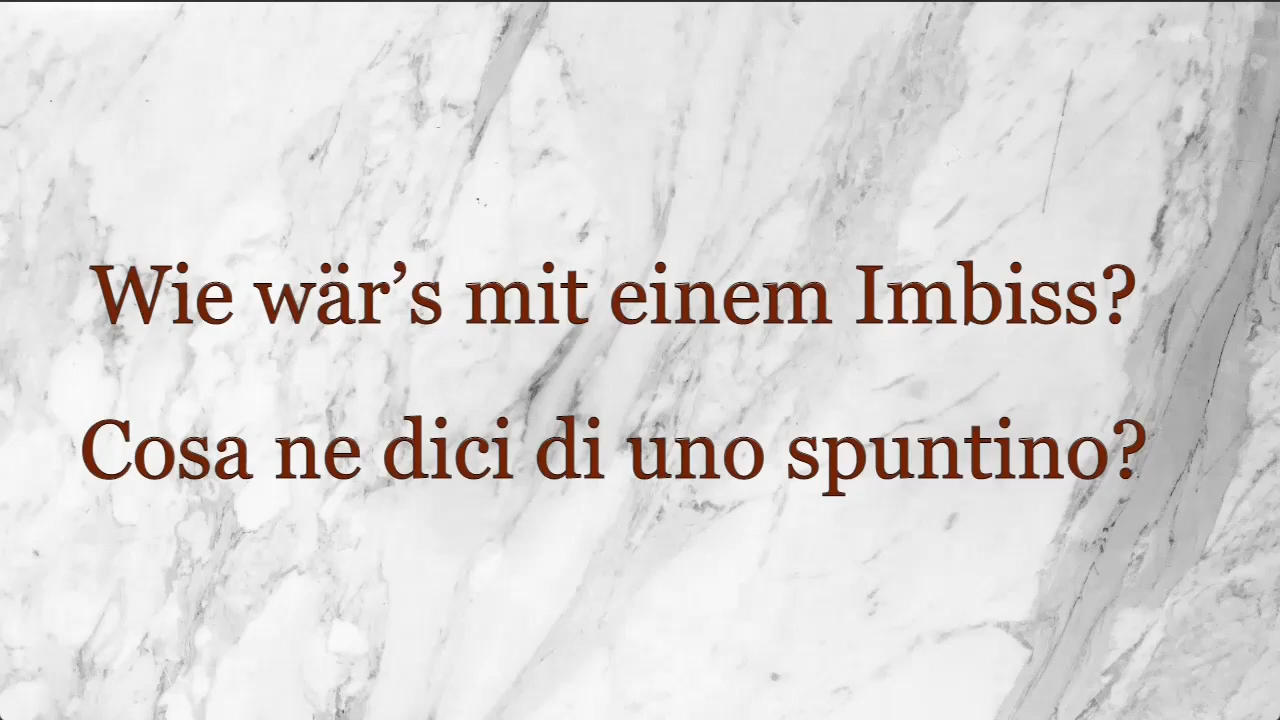 Wie wär’s mit einem Imbiss?
Cosa ne dici di uno spuntino?